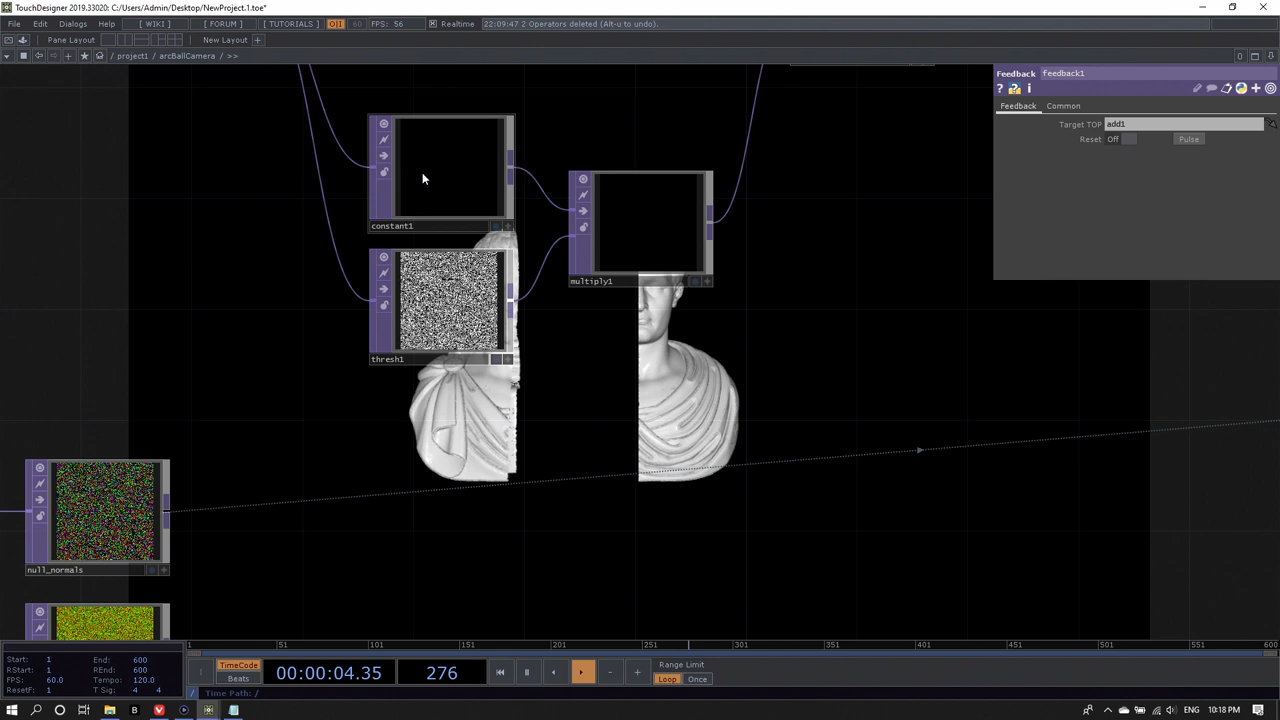 TouchDesigner 2019.33020: C:/Users/Admin/Desktop/NewProject.1.toe*
File Edit Dialogs Help [ WIKI ] [ FORUM ] [ TUTORIALS ] O|I FPS: 56 Realtime 22:09:47 2 Operators deleted (Alt-u to undo).
Pane Layout New Layout +
/ project1 / arcBallCamera / >> 0
Feedback feedback1
? i
Feedback Common
Target TOP add1
Reset Off Pulse
constant1
multiply1
thresh1
null_normals
1 51 101 151 201 251 301 351 401 451 501 551 600
Start: 1 End: 600
RStart: 1 REnd: 600
FPS: 60.0 Tempo: 120.0
ResetF: 1 T Sig: 4 4
TimeCode
Beats
00:00:04.35
276
Range Limit
Loop Once
/ Time Path: /
B
ENG 10:18 PM